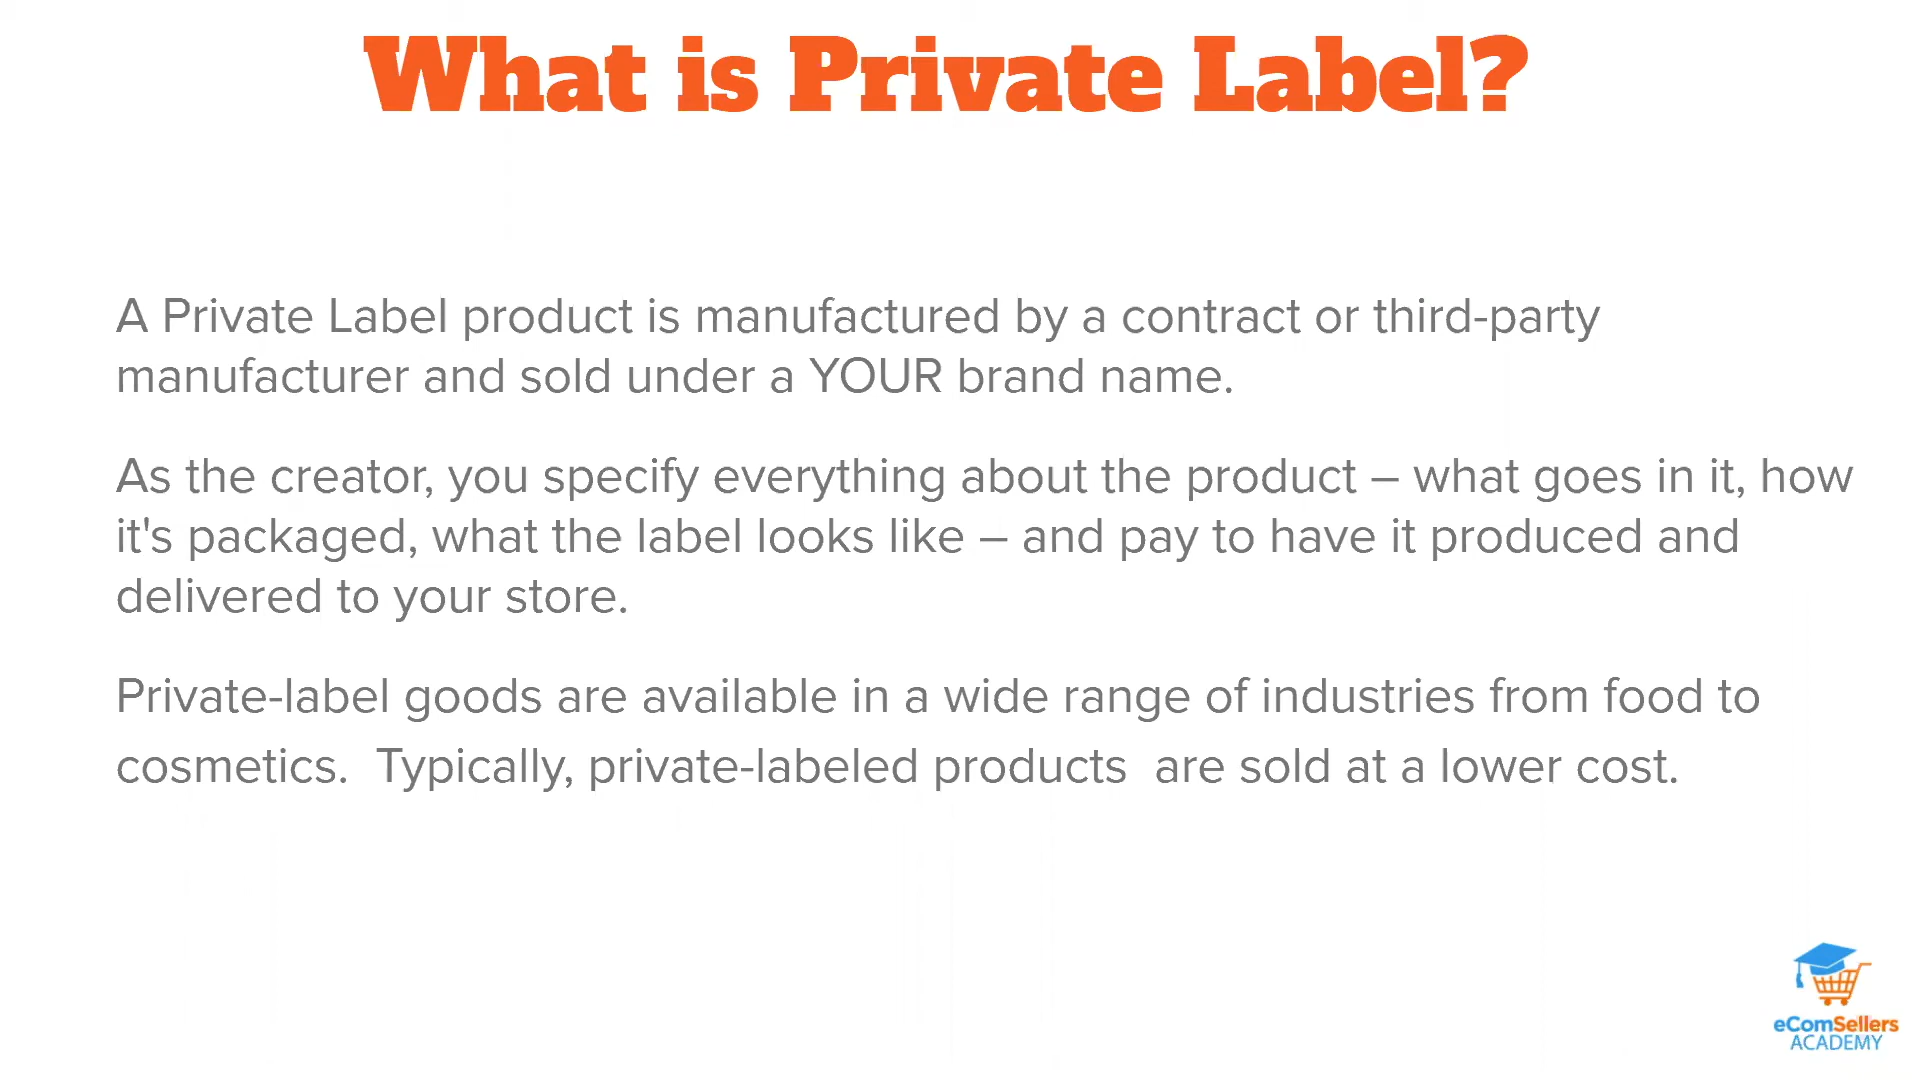 What is Private Label?
A Private Label product is manufactured by a contract or third-party
manufacturer and sold under a YOUR brand name.
As the creator, you specify everything about the product – what goes in it, how
it's packaged, what the label looks like – and pay to have it produced and
delivered to your store.
Private-label goods are available in a wide range of industries from food to
cosmetics.  Typically, private-labeled products  are sold at a lower cost.
eComSellers
ACADEMY